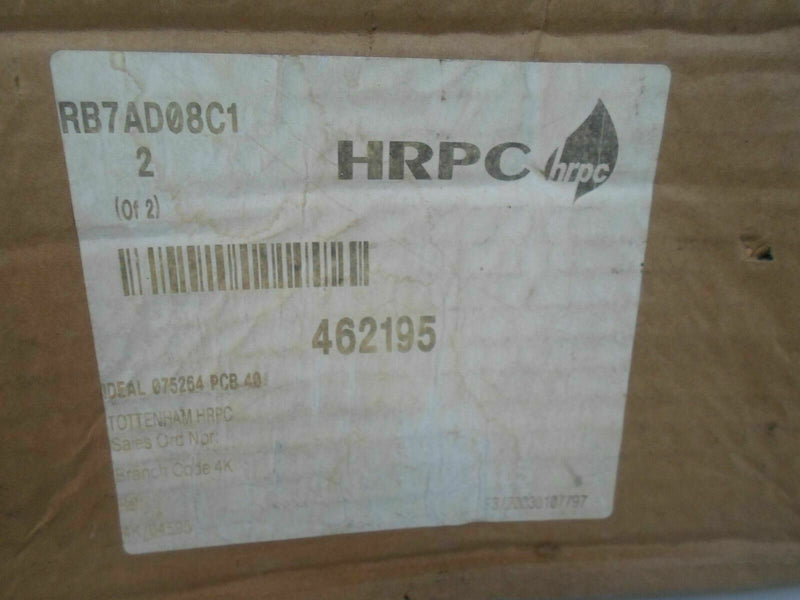 RB7AD08C1
2
(Of 2)
HRPC
hrpc
462195
IDEAL 075264 PCB 40
TOTTENHAM HRPC
Sales Ord Nbr:
Branch Code 4K